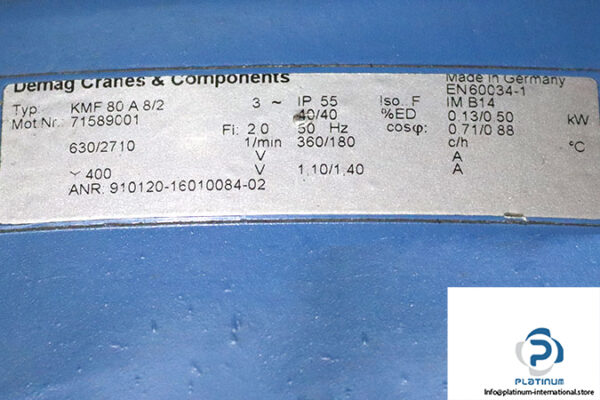 Demag Cranes & Components Made in Germany
Typ KMF 80 A 8/2 3 ~ IP 55 Iso. F EN60034-1
IM B14
Mot.Nr.: 71589001 40/40 %ED 0.13/0.50 kW
Fi: 2.0 50 Hz cosφ: 0.71/0.88
630/2710 1/min 360/180 c/h °C
V A
400 V 1.10/1.40 A
ANR. 910120-16010084-02
PLATINUM
Info@platinum-international.store